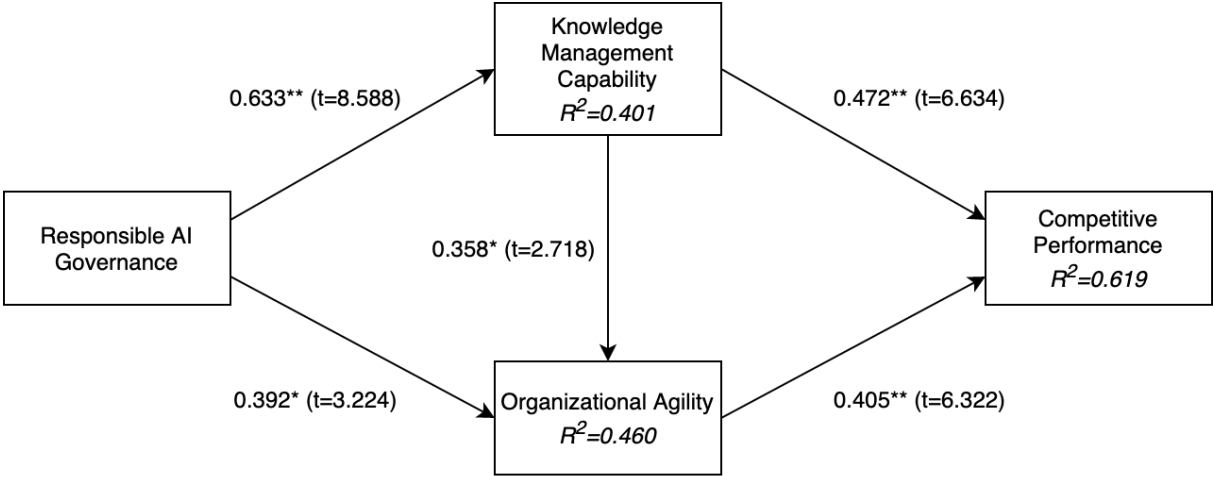 Knowledge
Management
Capability
R²=0.401
0.633** (t=8.588)
0.472** (t=6.634)
Responsible AI
Governance
0.358* (t=2.718)
Competitive
Performance
R²=0.619
0.392* (t=3.224)
Organizational Agility
R²=0.460
0.405** (t=6.322)